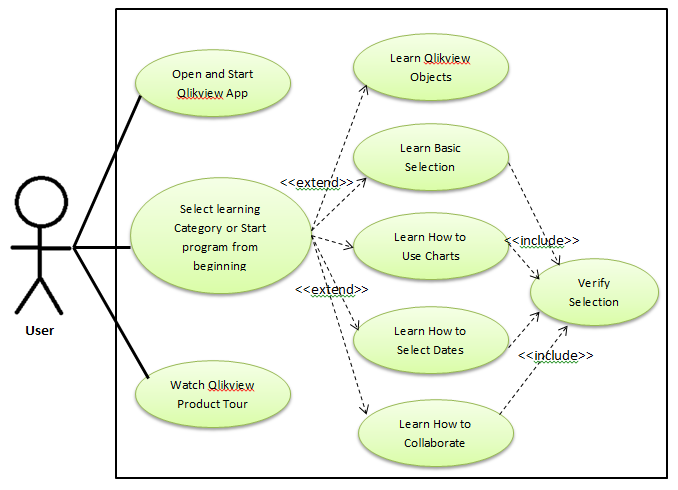 Open and Start
Qlikview App
Learn Qlikview
Objects
Learn Basic
Selection
<<extend>>
Select learning
Category or Start
program from
beginning
Learn How to
Use Charts
<<include>>
<<extend>>
Verify
Selection
User
Learn How to
Select Dates
<<include>>
Watch Qlikview
Product Tour
Learn How to
Collaborate